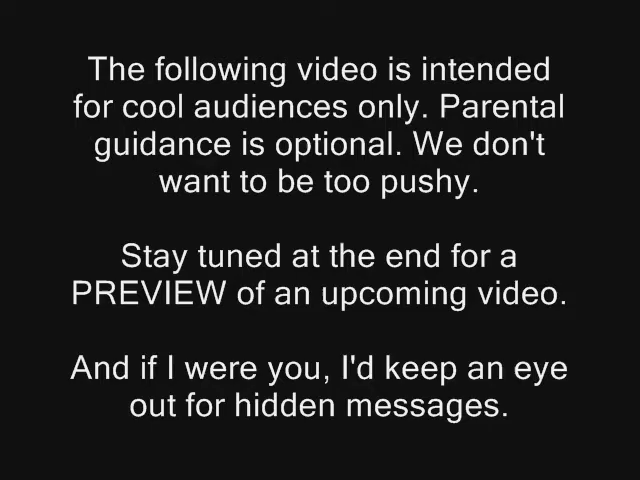 The following video is intended
for cool audiences only. Parental
guidance is optional. We don't
want to be too pushy.
Stay tuned at the end for a
PREVIEW of an upcoming video.
And if I were you, I'd keep an eye
out for hidden messages.